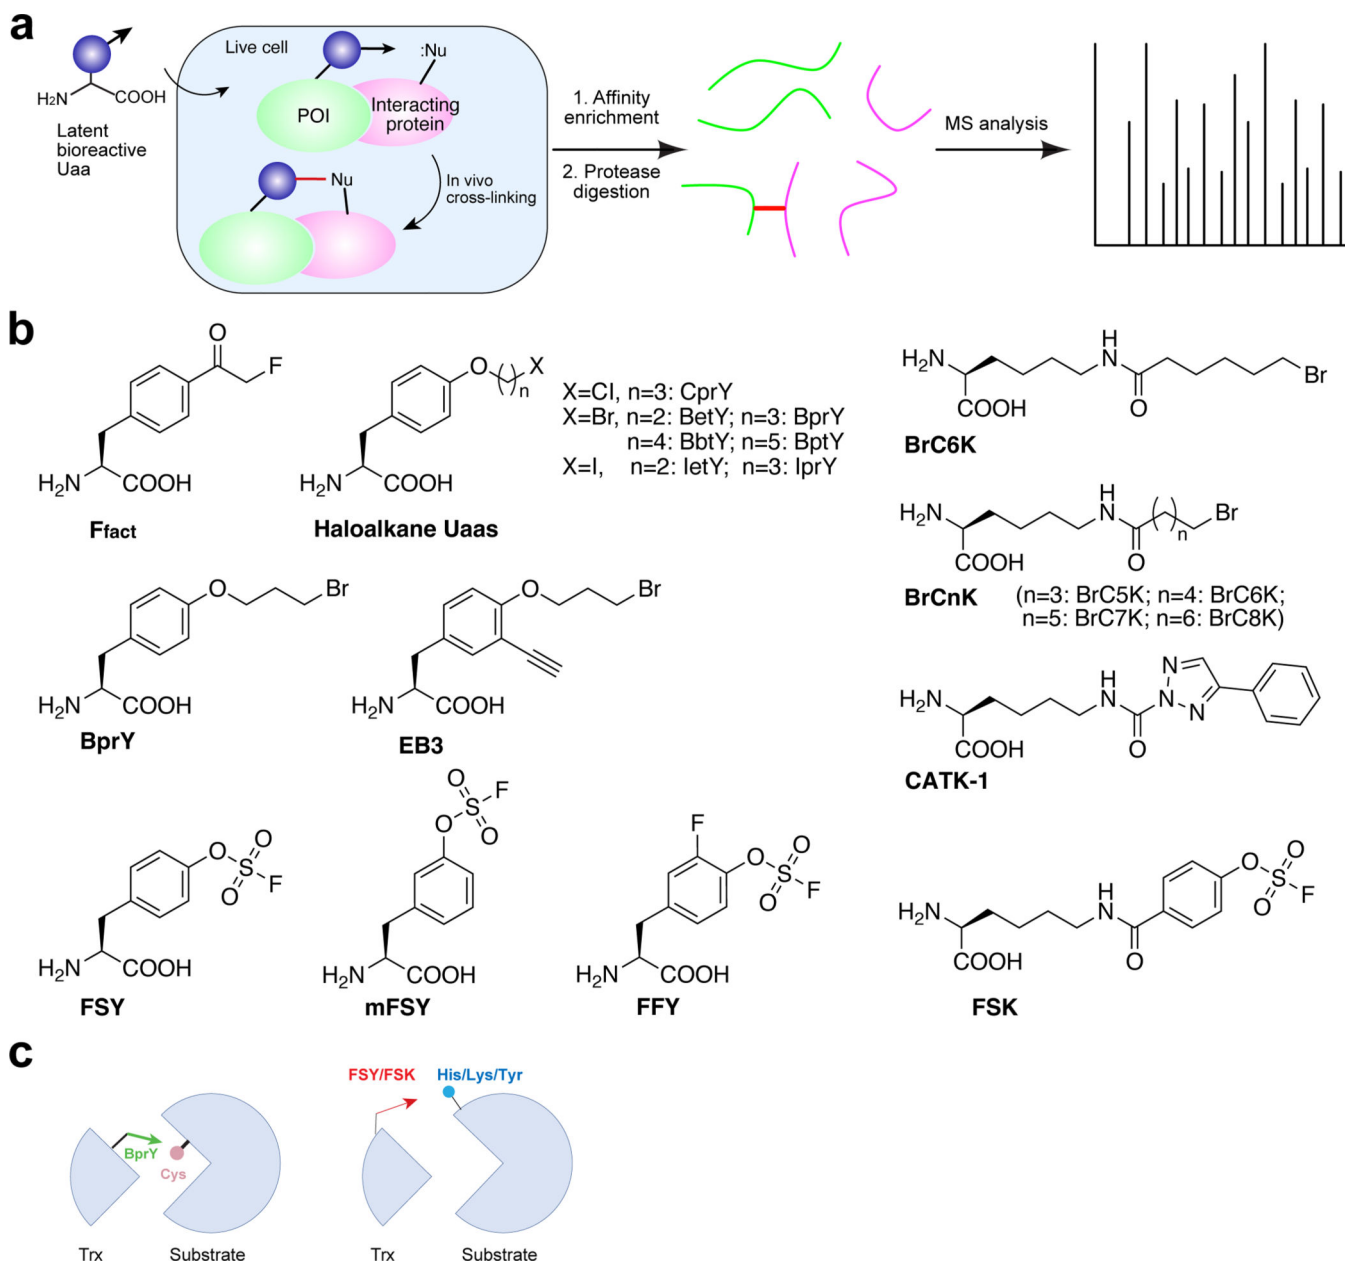 a
Live cell
:Nu
H₂N
COOH
Latent
bioreactive
Uaa
POI
Interacting
protein
Nu
In vivo
cross-linking
1. Affinity
enrichment
2. Protease
digestion
MS analysis
b
O
F
H₂N
COOH
Ffact
O
X
n
H₂N
COOH
Haloalkane Uaas
X=Cl, n=3: CprY
X=Br, n=2: BetY; n=3: BprY
n=4: BbtY; n=5: BptY
X=I, n=2: IetY; n=3: IprY
H₂N
H
N
COOH
O
Br
BrC6K
H₂N
H
N
COOH
O
n
Br
BrCnK
(n=3: BrC5K; n=4: BrC6K;
n=5: BrC7K; n=6: BrC8K)
O
Br
H₂N
COOH
BprY
O
Br
H₂N
COOH
EB3
H₂N
H
N
COOH
O
N
N
N
CATK-1
O
O
S
O
F
H₂N
COOH
FSY
O
S
F
O
O
H₂N
COOH
mFSY
F
O
O
S
O
F
H₂N
COOH
FFY
H₂N
H
N
COOH
O
O
O
S
O
F
FSK
c
BprY
Cys
Trx
Substrate
FSY/FSK
His/Lys/Tyr
Trx
Substrate